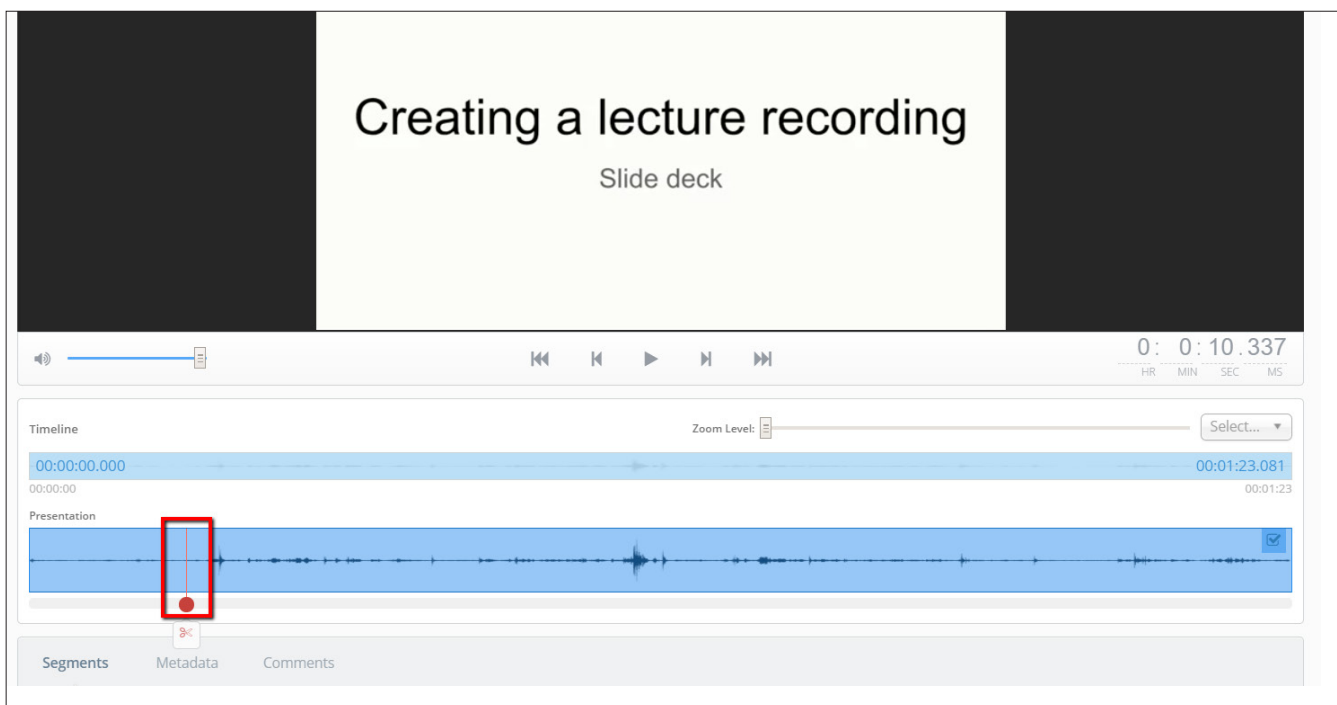 Creating a lecture recording
Slide deck
0: 0:10.337
HR MIN SEC MS
Timeline
Zoom Level:
Select...
00:00:00.000 00:01:23.081
00:00:00 00:01:23
Presentation
Segments Metadata Comments